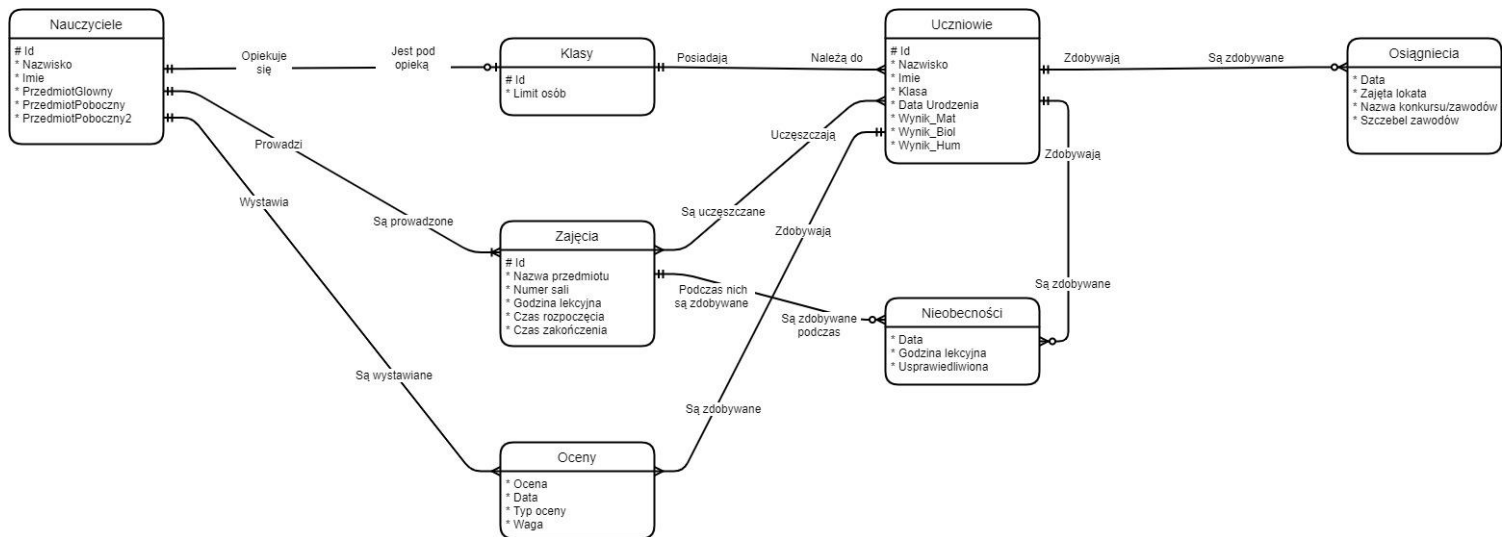 Nauczyciele
# Id
* Nazwisko
* Imie
* PrzedmiotGlowny
* PrzedmiotPoboczny
* PrzedmiotPoboczny2
Opiekuje
się
Jest pod
opieką
Klasy
# Id
* Limit osób
Posiadają
Należą do
Uczniowie
# Id
* Nazwisko
* Imie
* Klasa
* Data Urodzenia
* Wynik_Mat
* Wynik_Biol
* Wynik_Hum
Zdobywają
Są zdobywane
Osiągniecia
* Data
* Zajęta lokata
* Nazwa konkursu/zawodów
* Szczebel zawodów
Prowadzi
Są prowadzone
Uczęszczają
Są uczęszczane
Zdobywają
Są zdobywane
Wystawia
Są wystawiane
Zajęcia
# Id
* Nazwa przedmiotu
* Numer sali
* Godzina lekcyjna
* Czas rozpoczęcia
* Czas zakończenia
Podczas nich
są zdobywane
Są zdobywane
podczas
Nieobecności
* Data
* Godzina lekcyjna
* Usprawiedliwiona
Zdobywają
Są zdobywane
Oceny
* Ocena
* Data
* Typ oceny
* Waga